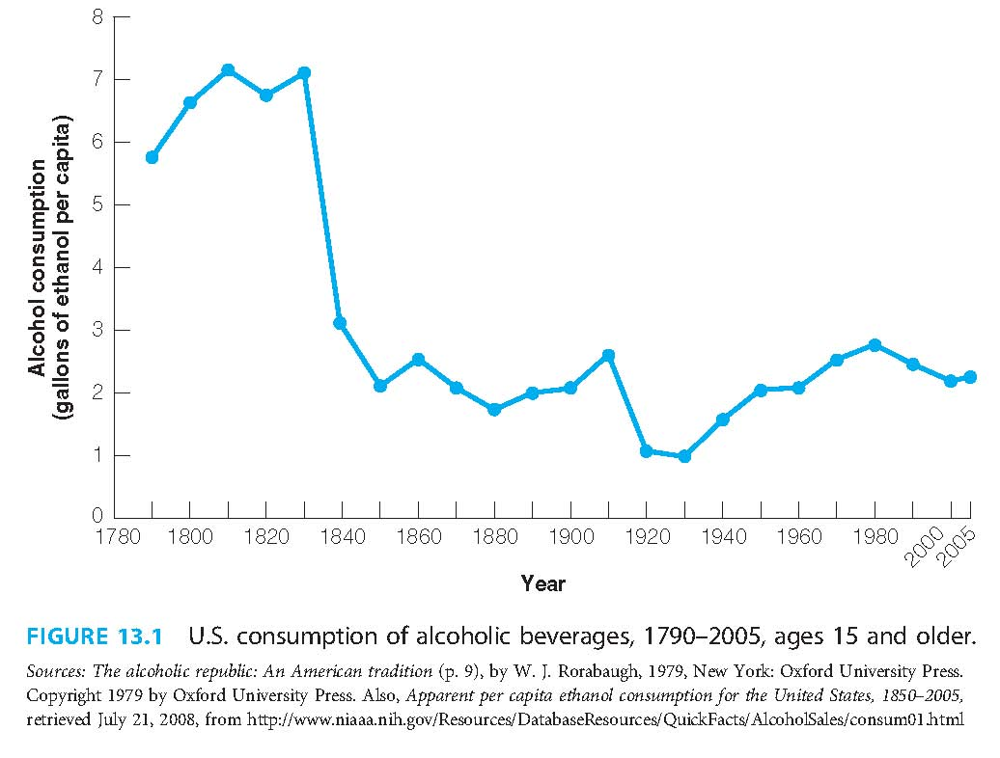 8
7
6
5
4
3
2
1
0
Alcohol consumption
(gallons of ethanol per capita)
1780 1800 1820 1840 1860 1880 1900 1920 1940 1960 1980 2000 2005
Year
FIGURE 13.1 U.S. consumption of alcoholic beverages, 1790–2005, ages 15 and older.
Sources: The alcoholic republic: An American tradition (p. 9), by W. J. Rorabaugh, 1979, New York: Oxford University Press.
Copyright 1979 by Oxford University Press. Also, Apparent per capita ethanol consumption for the United States, 1850–2005,
retrieved July 21, 2008, from http://www.niaaa.nih.gov/Resources/DatabaseResources/QuickFacts/AlcoholSales/consum01.html